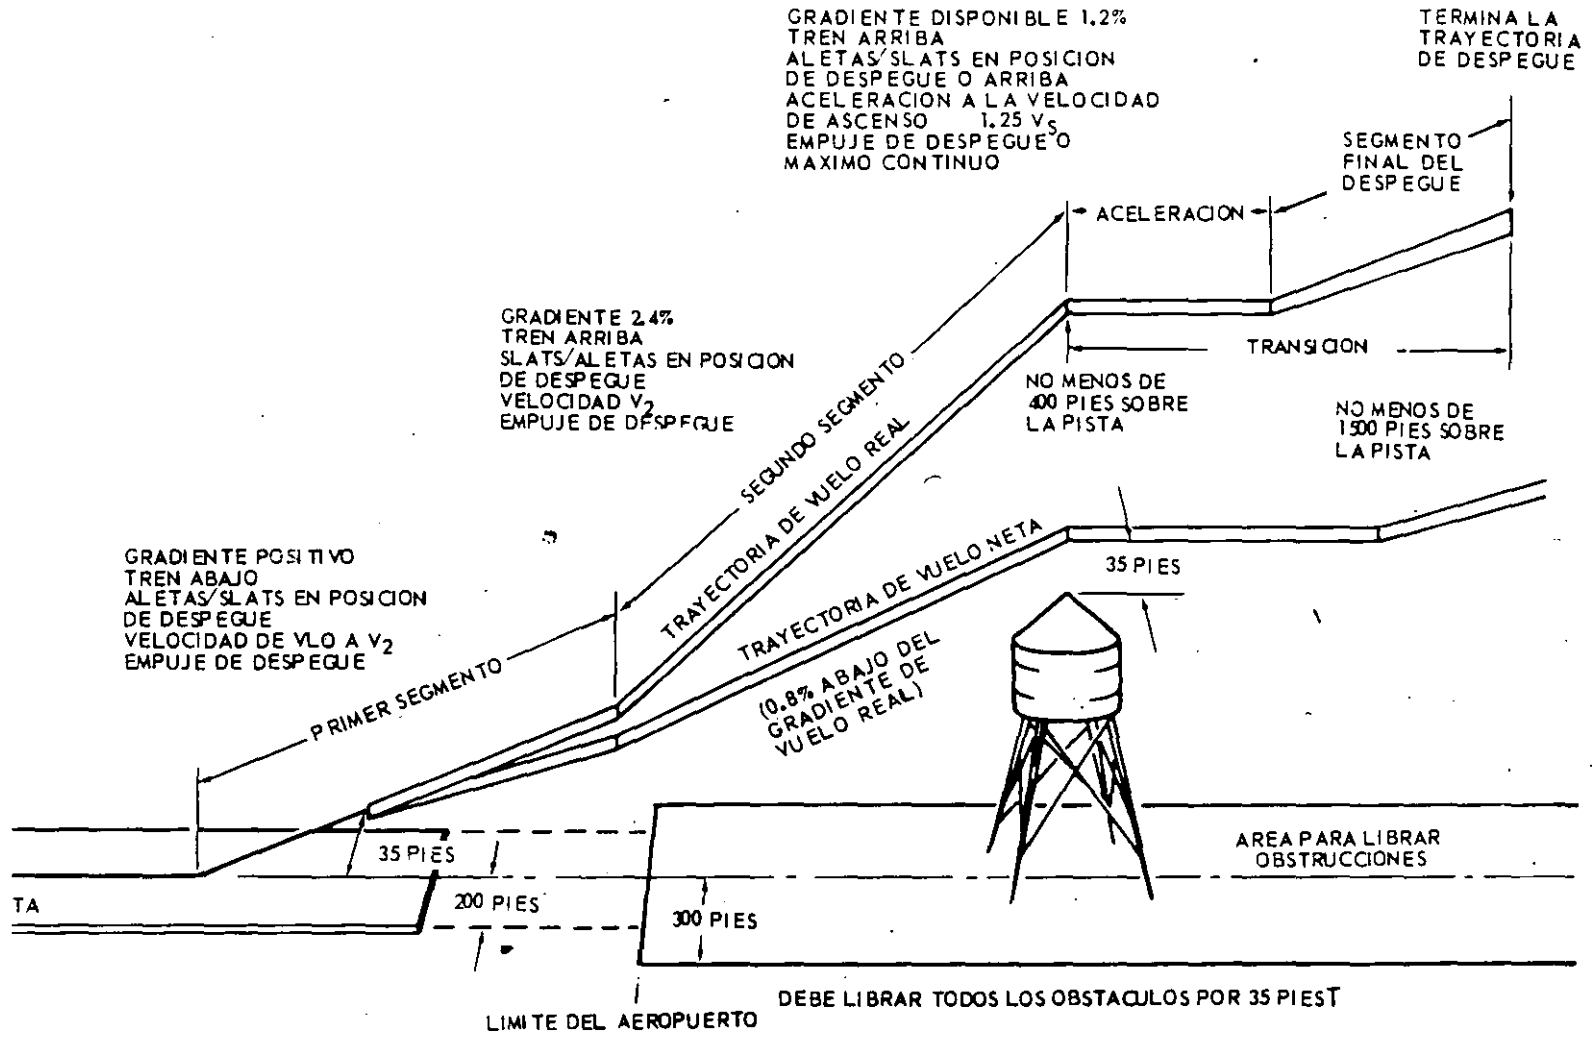 GRADIENTE DISPONIBLE 1.2%
TREN ARRIBA
ALETAS/SLATS EN POSICION
DE DESPEGUE O ARRIBA
ACELERACION A LA VELOCIDAD
DE ASCENSO 1.25 VS
EMPUJE DE DESPEGUE O
MAXIMO CONTINUO
TERMINA LA
TRAYECTORIA
DE DESPEGUE
SEGMENTO
FINAL DEL
DESPEGUE
ACELERACION
GRADIENTE 2.4%
TREN ARRIBA
SLATS/ALETAS EN POSICION
DE DESPEGUE
VELOCIDAD V2
EMPUJE DE DESPEGUE
SEGUNDO SEGMENTO
TRAYECTORIA DE VUELO REAL
TRANSICION
NO MENOS DE
400 PIES SOBRE
LA PISTA
NO MENOS DE
1500 PIES SOBRE
LA PISTA
GRADIENTE POSITIVO
TREN ABAJO
ALETAS/SLATS EN POSICION
DE DESPEGUE
VELOCIDAD DE VLO A V2
EMPUJE DE DESPEGUE
PRIMER SEGMENTO
TRAYECTORIA DE VUELO NETA
(0.8% ABAJO DEL
GRADIENTE DE
VUELO REAL)
35 PIES
35 PIES
AREA PARA LIBRAR
OBSTRUCCIONES
TA
200 PIES
300 PIES
DEBE LIBRAR TODOS LOS OBSTACULOS POR 35 PIEST
LIMITE DEL AEROPUERTO